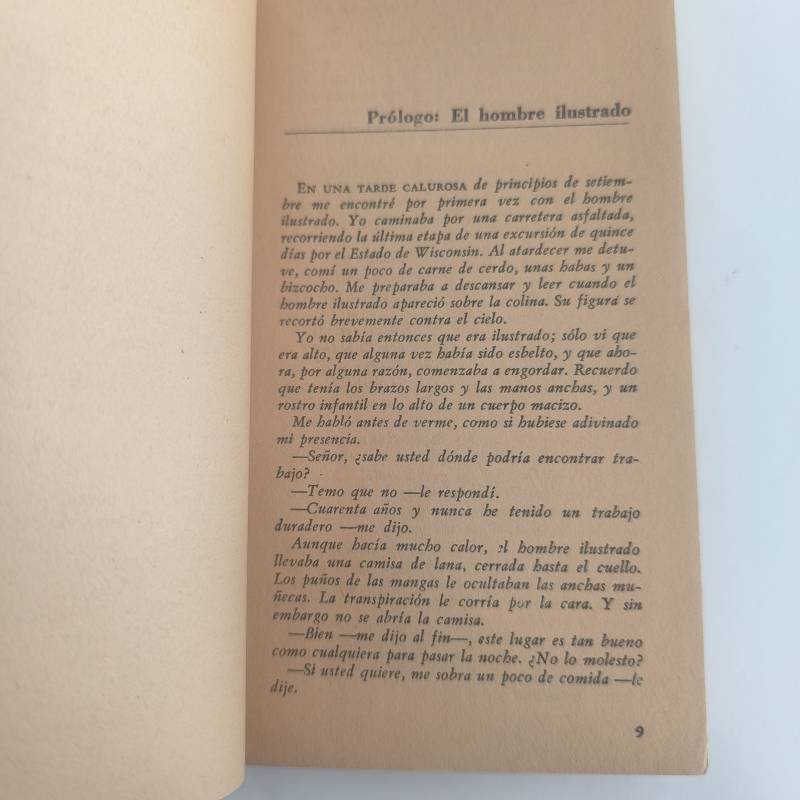 Prólogo: El hombre ilustrado
EN UNA TARDE CALUROSA de principios de setiem-
bre me encontré por primera vez con el hombre
ilustrado. Yo caminaba por una carretera asfaltada,
recorriendo la última etapa de una excursión de quince
días por el Estado de Wisconsin. Al atardecer me detu-
ve, comí un poco de carne de cerdo, unas habas y un
bizcocho. Me preparaba a descansar y leer cuando el
hombre ilustrado apareció sobre la colina. Su figura se
recortó brevemente contra el cielo.
Yo no sabía entonces que era ilustrado; sólo vi que
era alto, que alguna vez había sido esbelto, y que aho-
ra, por alguna razón, comenzaba a engordar. Recuerdo
que tenía los brazos largos y las manos anchas, y un
rostro infantil en lo alto de un cuerpo macizo.
Me habló antes de verme, como si hubiese adivinado
mi presencia.
—Señor, ¿sabe usted dónde podría encontrar tra-
bajo?
—Temo que no —le respondí.
—Cuarenta años y nunca he tenido un trabajo
duradero —me dijo.
Aunque hacía mucho calor, el hombre ilustrado
llevaba una camisa de lana, cerrada hasta el cuello.
Los puños de las mangas le ocultaban las anchas mu-
ñecas. La transpiración le corría por la cara. Y sin
embargo no se abría la camisa.
—Bien —me dijo al fin—, este lugar es tan bueno
como cualquiera para pasar la noche. ¿No lo molesto?
—Si usted quiere, me sobra un poco de comida —le
dije.
9